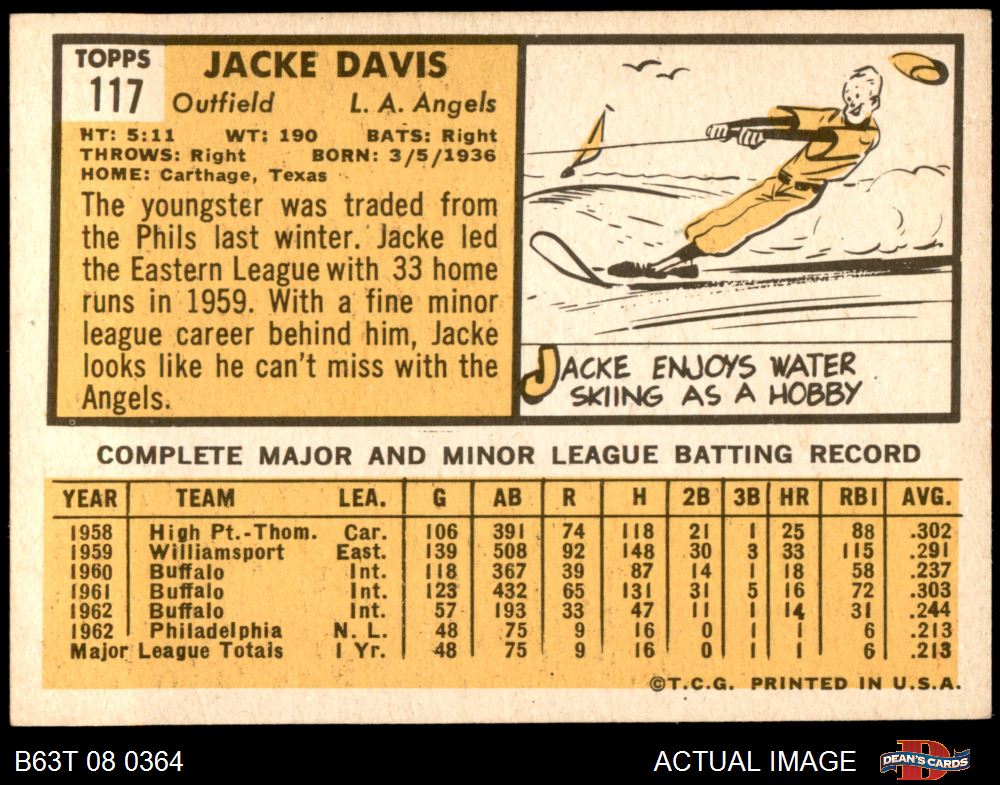 TOPPS
117
JACKE DAVIS
Outfield L. A. Angels
HT: 5:11 WT: 190 BATS: Right
THROWS: Right BORN: 3/5/1936
HOME: Carthage, Texas
The youngster was traded from
the Phils last winter. Jacke led
the Eastern League with 33 home
runs in 1959. With a fine minor
league career behind him, Jacke
looks like he can't miss with the
Angels.
JACKE ENJOYS WATER
SKIING AS A HOBBY
COMPLETE MAJOR AND MINOR LEAGUE BATTING RECORD
YEAR TEAM LEA. G AB R H 2B 3B HR RBI AVG.
1958 High Pt.-Thom. Car. 106 391 74 118 21 1 25 88 .302
1959 Williamsport East. 139 508 92 148 30 3 33 115 .291
1960 Buffalo Int. 118 367 39 87 14 1 18 58 .237
1961 Buffalo Int. 123 432 65 131 31 5 16 72 .303
1962 Buffalo Int. 57 193 33 47 11 1 14 31 .244
1962 Philadelphia N. L. 48 75 9 16 0 1 1 6 .213
Major League Totals 1 Yr. 48 75 9 16 0 1 1 6 .213
©T.C.G. PRINTED IN U.S.A.
B63T 08 0364 ACTUAL IMAGE
D
DEAN'S CARDS